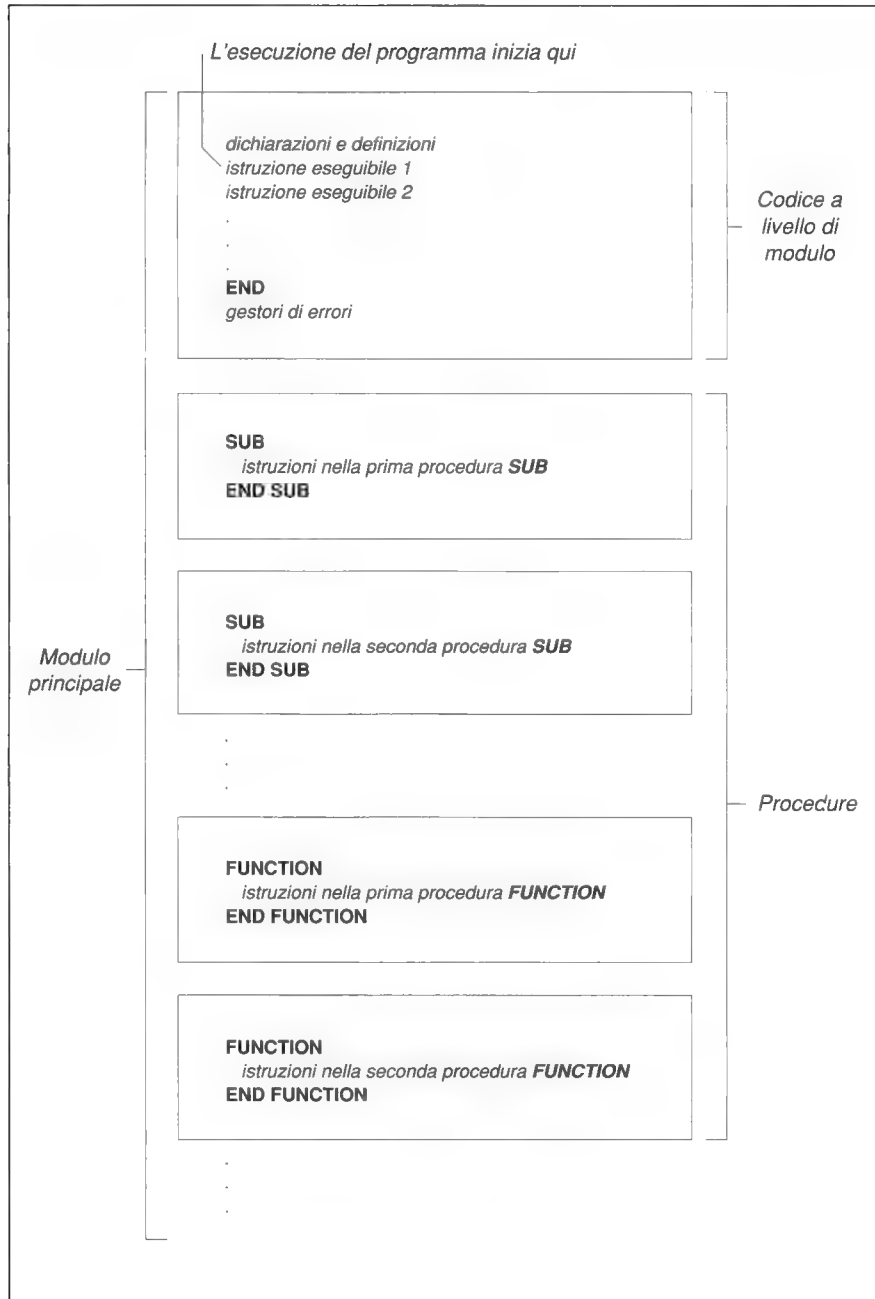 L'esecuzione del programma inizia qui
dichiarazioni e definizioni
istruzione eseguibile 1
istruzione eseguibile 2
.
.
.
END
gestori di errori
Codice a
livello di
modulo
SUB
istruzioni nella prima procedura SUB
END SUB
SUB
istruzioni nella seconda procedura SUB
END SUB
Modulo
principale
.
.
.
Procedure
FUNCTION
istruzioni nella prima procedura FUNCTION
END FUNCTION
FUNCTION
istruzioni nella seconda procedura FUNCTION
END FUNCTION
.
.
.